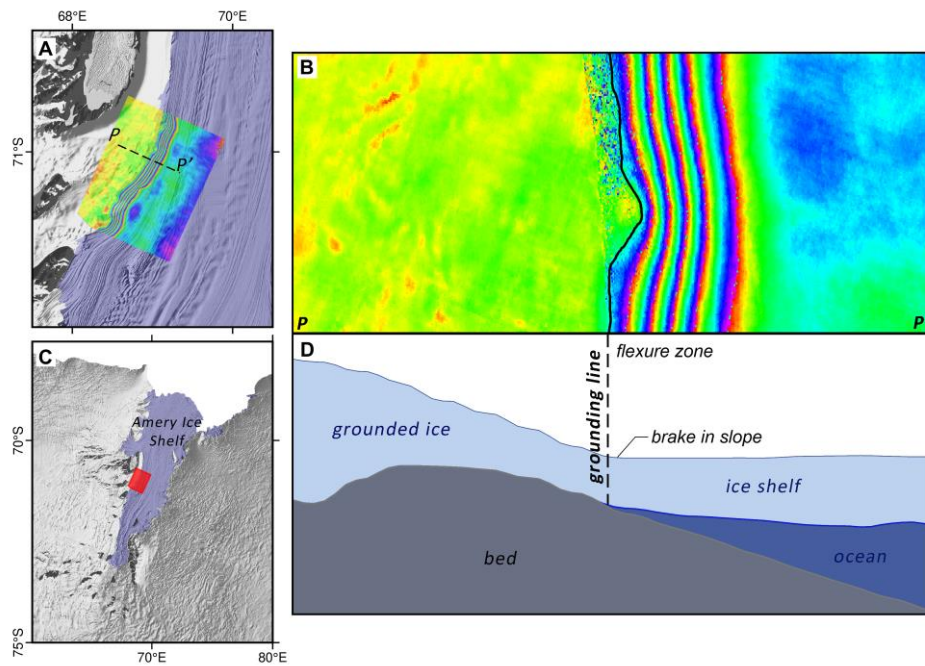 68°E
70°E
A
P
P'
71°S
B
P
P
C
Amery Ice
Shelf
70°S
75°S
70°E
80°E
D
flexure zone
grounding line
brake in slope
grounded ice
ice shelf
bed
ocean